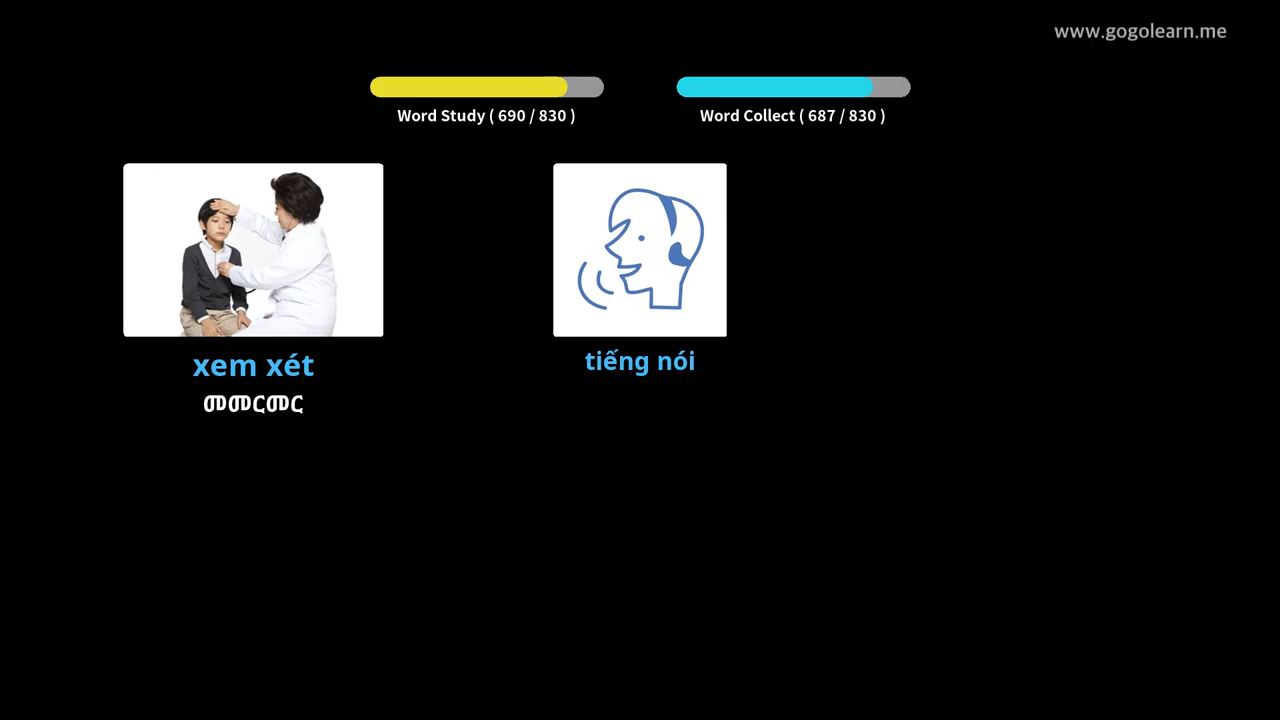 www.gogolearn.me
Word Study ( 690 / 830 )
Word Collect ( 687 / 830 )
xem xét
መመርመር
tiếng nói